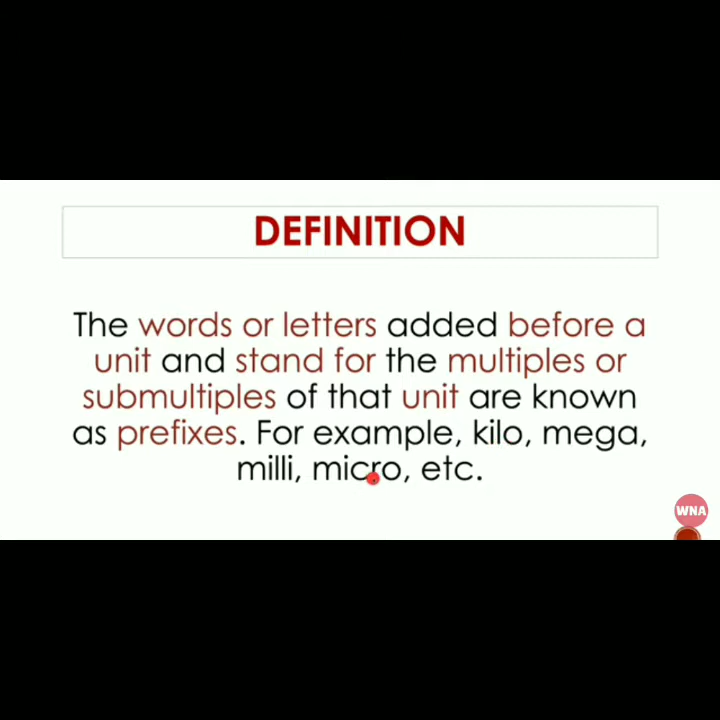 DEFINITION
The words or letters added before a
unit and stand for the multiples or
submultiples of that unit are known
as prefixes. For example, kilo, mega,
milli, micro, etc.
WNA